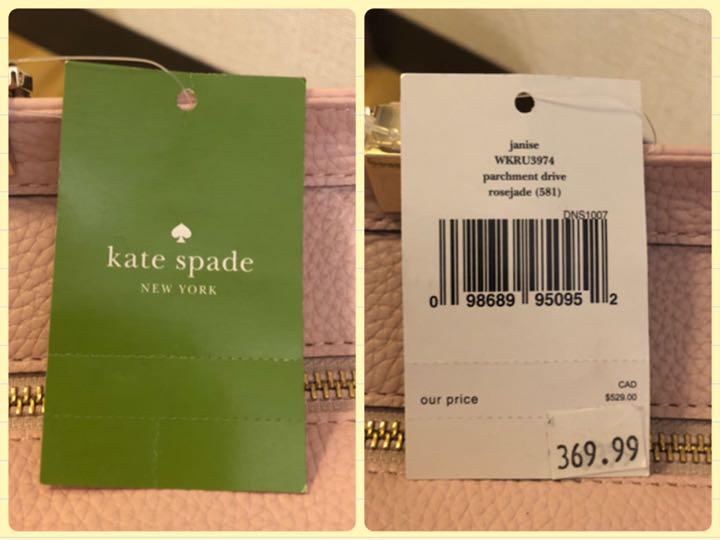 kate spade
NEW YORK
janise
WKRU3974
parchment drive
rosejade (581)
DNS1007
0 98689 95095 2
our price
CAD
$529.00
369.99